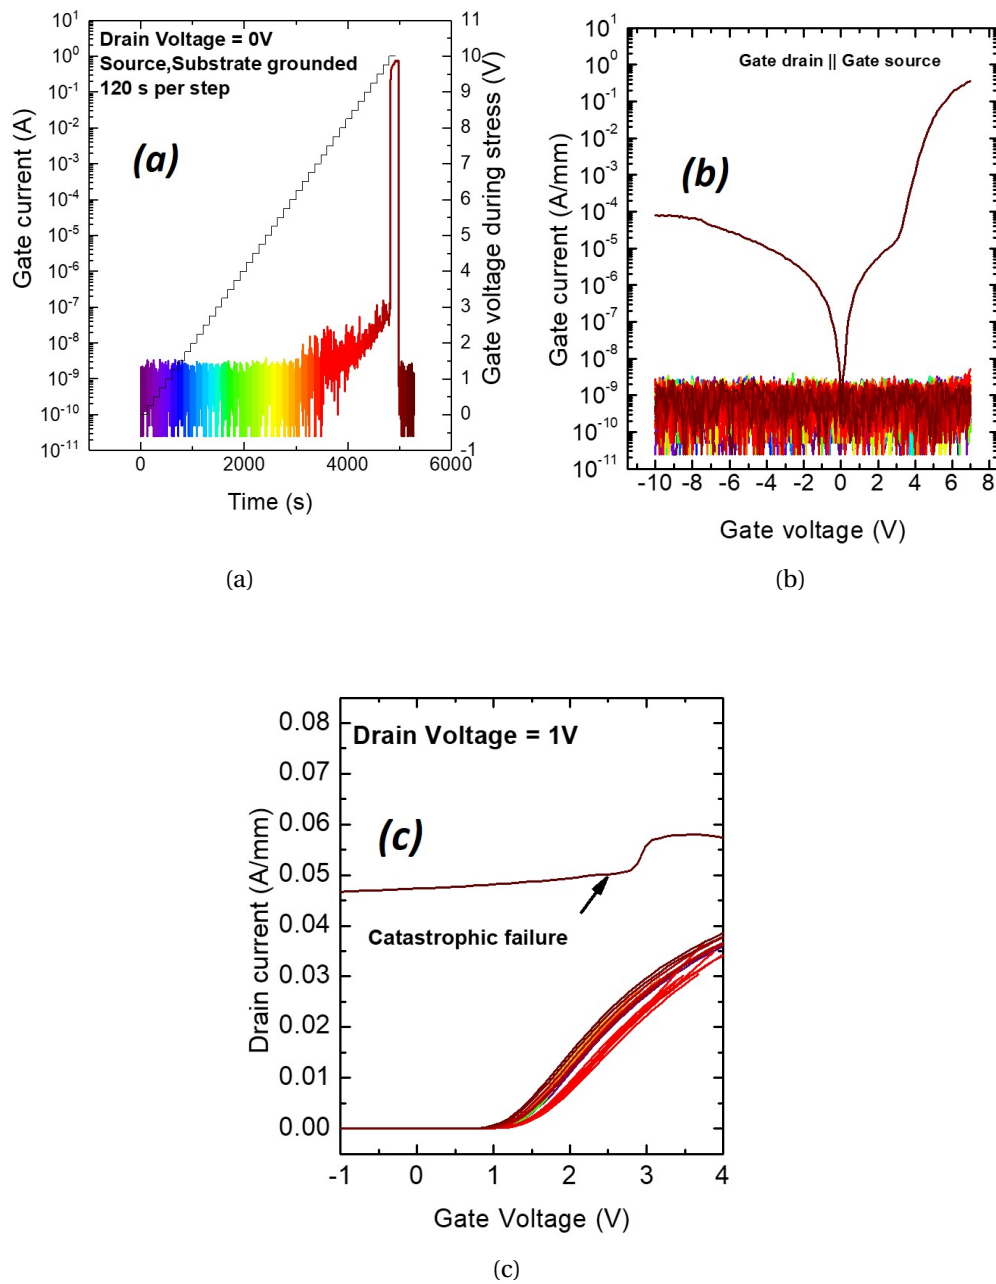 Drain Voltage = 0V
Source,Substrate grounded
120 s per step
(a)
Gate current (A)
10^1
10^0
10^-1
10^-2
10^-3
10^-4
10^-5
10^-6
10^-7
10^-8
10^-9
10^-10
10^-11
11
10
9
8
7
6
5
4
3
2
1
0
-1
Gate voltage during stress (V)
0 2000 4000 6000
Time (s)
(a)
Gate drain || Gate source
(b)
Gate current (A/mm)
10^1
10^0
10^-1
10^-2
10^-3
10^-4
10^-5
10^-6
10^-7
10^-8
10^-9
10^-10
10^-11
-10 -8 -6 -4 -2 0 2 4 6 8
Gate voltage (V)
(b)
Drain Voltage = 1V
(c)
Catastrophic failure
Drain current (A/mm)
0.08
0.07
0.06
0.05
0.04
0.03
0.02
0.01
0.00
-1 0 1 2 3 4
Gate Voltage (V)
(c)